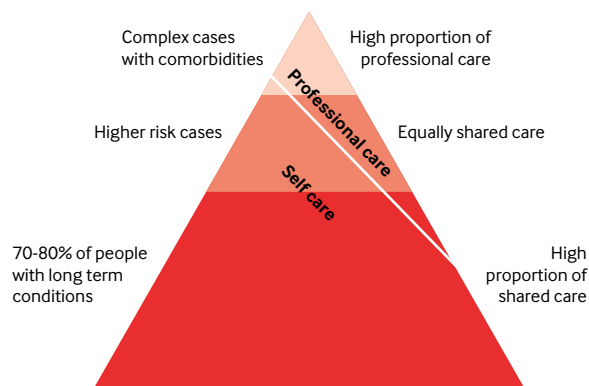 Complex cases
with comorbidities
High proportion of
professional care
Professional care
Higher risk cases
Equally shared care
Self care
70-80% of people
with long term
conditions
High
proportion of
shared care